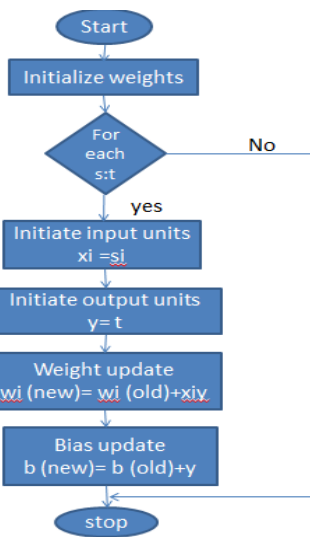 Start
Initialize weights
For
each
s:t
No
yes
Initiate input units
xi =si
Initiate output units
y= t
Weight update
wi (new)= wi (old)+xiy
Bias update
b (new)= b (old)+y
stop